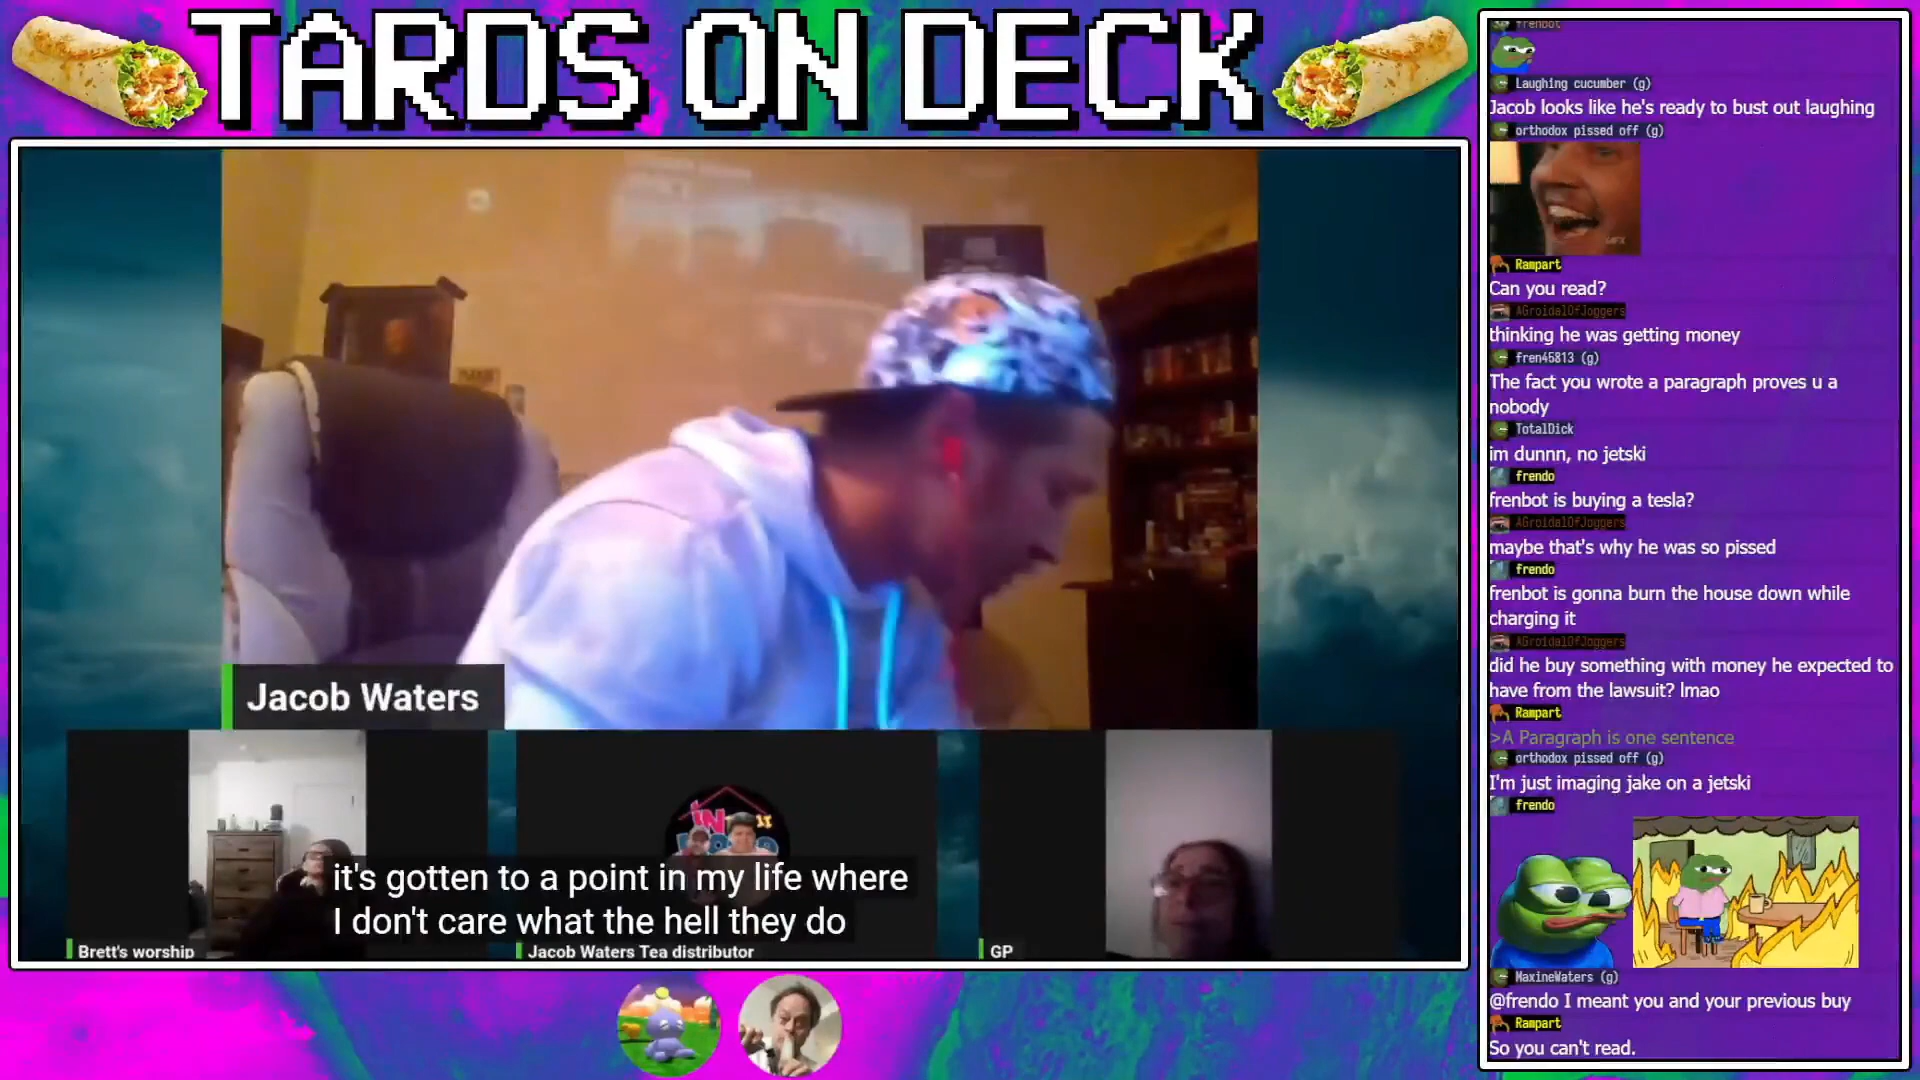 TARDS ON DECK
Jacob Waters
it's gotten to a point in my life where
I don't care what the hell they do
Brett's worship
Jacob Waters Tea distributor
GP
frenbot
Laughing cucumber (g)
Jacob looks like he's ready to bust out laughing
orthodox pissed off (g)
Rampart
Can you read?
AGroidalOfJoggers
thinking he was getting money
fren45813 (g)
The fact you wrote a paragraph proves u a
nobody
TotalDick
im dunnn, no jetski
frendo
frenbot is buying a tesla?
AGroidalOfJoggers
maybe that's why he was so pissed
frendo
frenbot is gonna burn the house down while
charging it
AGroidalOfJoggers
did he buy something with money he expected to
have from the lawsuit? lmao
Rampart
>A Paragraph is one sentence
orthodox pissed off (g)
I'm just imaging jake on a jetski
frendo
MaxineWaters (g)
@frendo I meant you and your previous buy
Rampart
So you can't read.